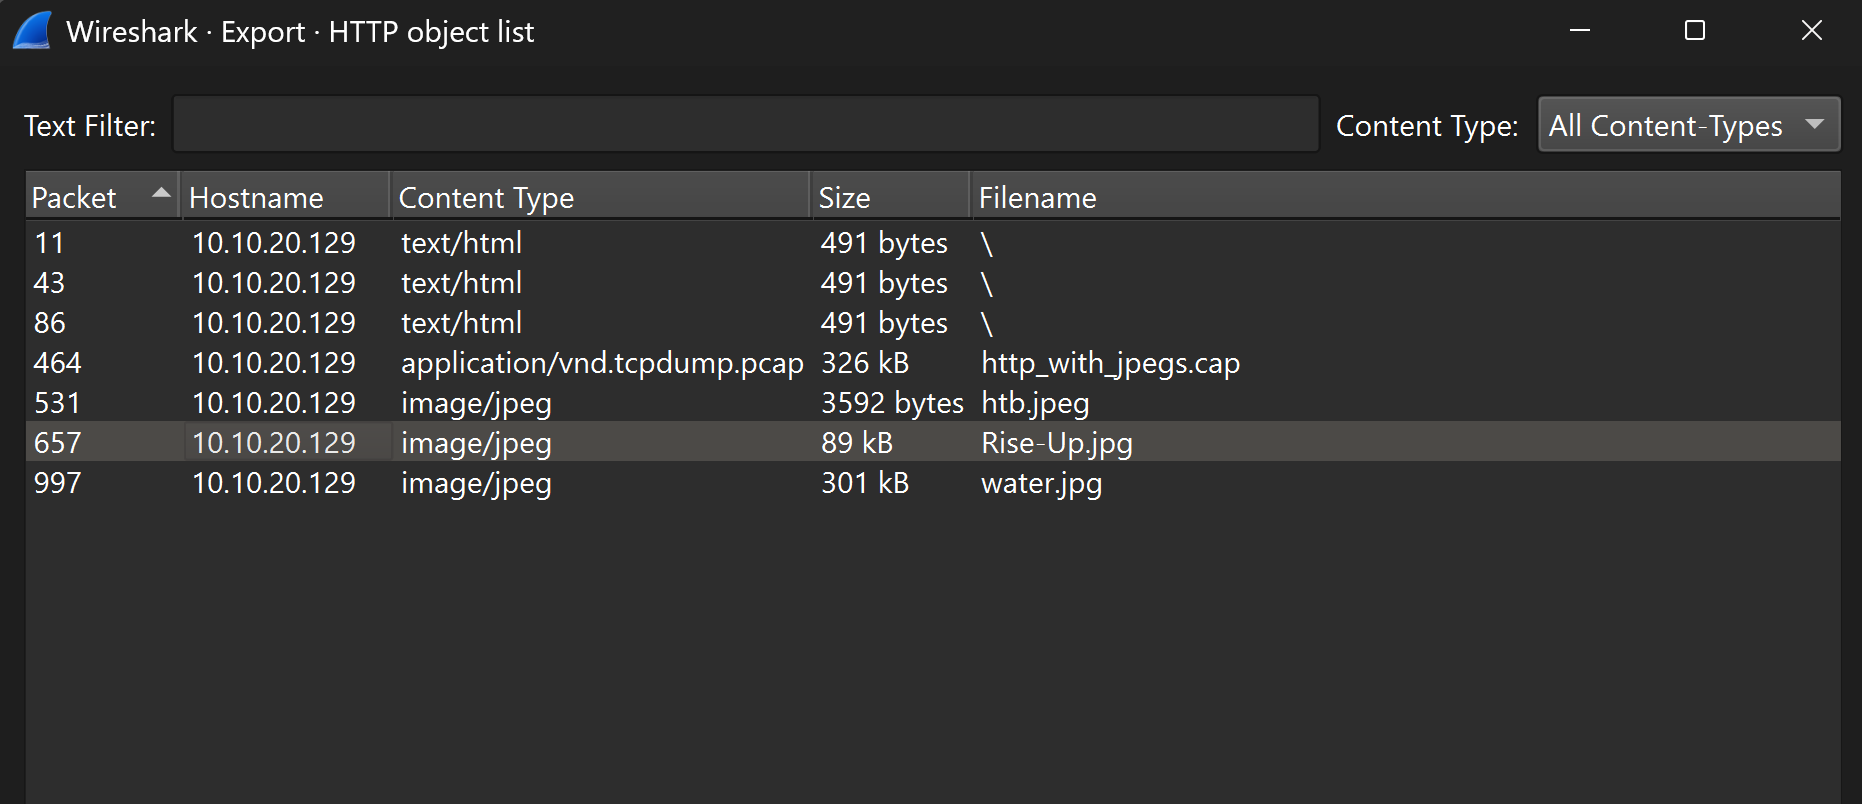 Wireshark · Export · HTTP object list
Text Filter: Content Type: All Content-Types
Packet Hostname Content Type Size Filename
11 10.10.20.129 text/html 491 bytes \
43 10.10.20.129 text/html 491 bytes \
86 10.10.20.129 text/html 491 bytes \
464 10.10.20.129 application/vnd.tcpdump.pcap 326 kB http_with_jpegs.cap
531 10.10.20.129 image/jpeg 3592 bytes htb.jpeg
657 10.10.20.129 image/jpeg 89 kB Rise-Up.jpg
997 10.10.20.129 image/jpeg 301 kB water.jpg